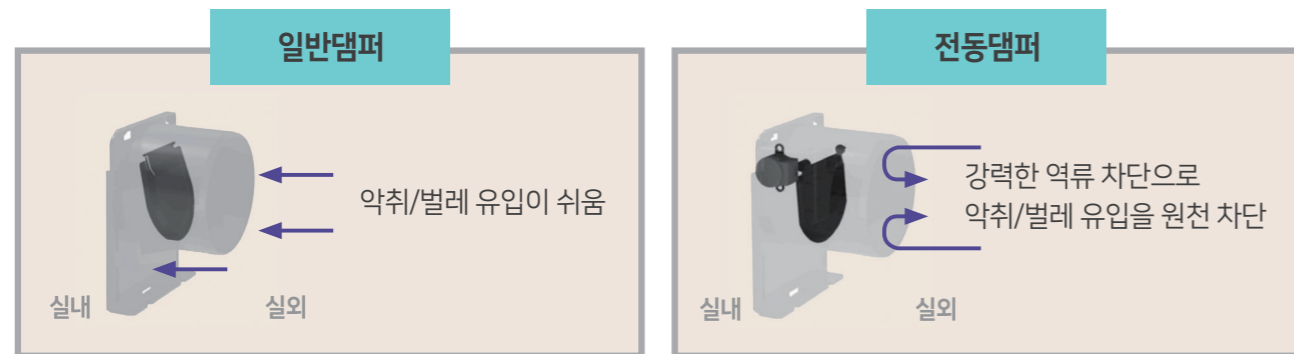 일반댐퍼
악취/벌레 유입이 쉬움
실내
실외
전동댐퍼
강력한 역류 차단으로
악취/벌레 유입을 원천 차단
실내
실외